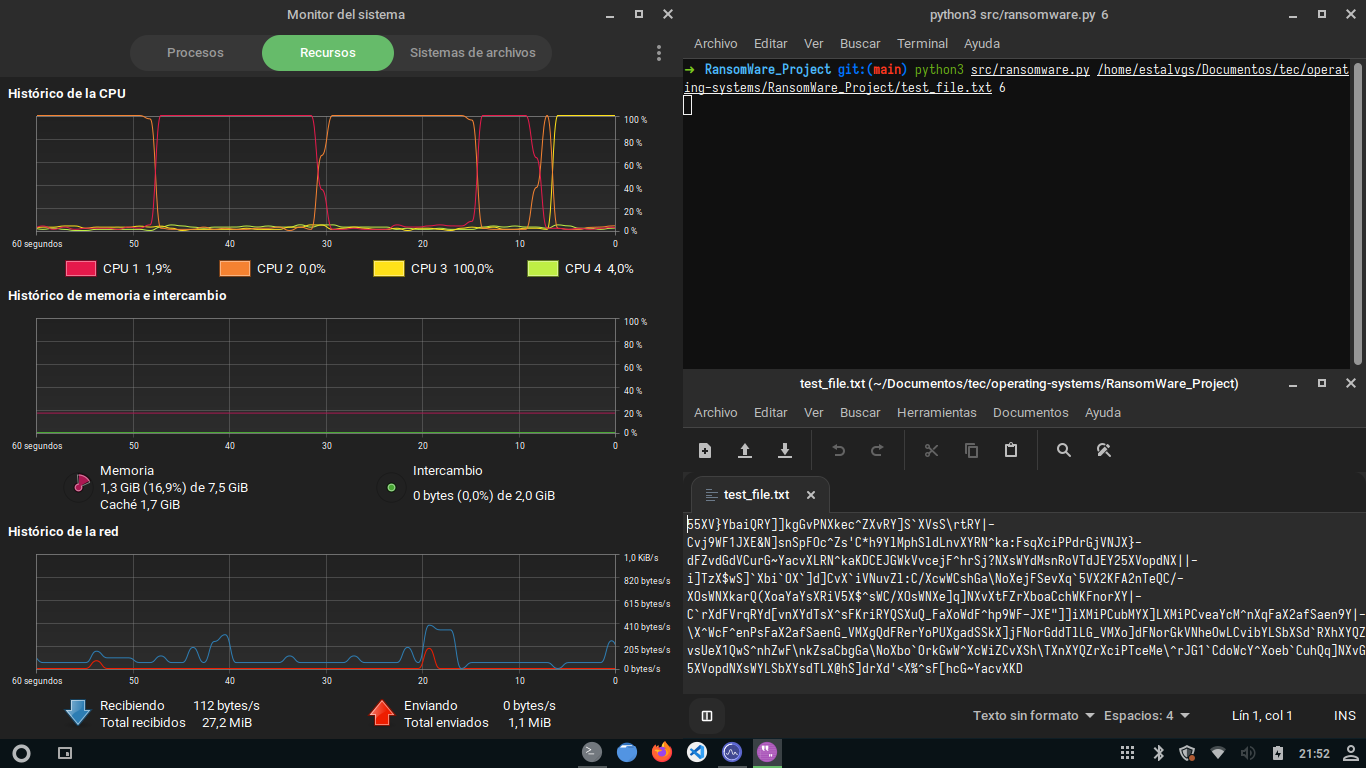 Monitor del sistema
Procesos
Recursos
Sistemas de archivos
Histórico de la CPU
100 %
80 %
60 %
40 %
20 %
0 %
60 segundos 50 40 30 20 10 0
CPU 1 1,9% CPU 2 0,0% CPU 3 100,0% CPU 4 4,0%
Histórico de memoria e intercambio
100 %
80 %
60 %
40 %
20 %
0 %
60 segundos 50 40 30 20 10 0
Memoria
1,3 GiB (16,9%) de 7,5 GiB
Caché 1,7 GiB
Intercambio
0 bytes (0,0%) de 2,0 GiB
Histórico de la red
1,0 KiB/s
820 bytes/s
615 bytes/s
410 bytes/s
205 bytes/s
0 bytes/s
60 segundos 50 40 30 20 10 0
Recibiendo 112 bytes/s
Total recibidos 27,2 MiB
Enviando 0 bytes/s
Total enviados 1,1 MiB
python3 src/ransomware.py 6
Archivo Editar Ver Buscar Terminal Ayuda
➜ RansomWare_Project git:(main) python3 src/ransomware.py /home/estalvgs/Documentos/tec/operat
ing-systems/RansomWare_Project/test_file.txt 6
test_file.txt (~/Documentos/tec/operating-systems/RansomWare_Project)
Archivo Editar Ver Buscar Herramientas Documentos Ayuda
test_file.txt
55XV}YbaiQRY]]kgGvPNXkec^ZXvRY]S`XVsS\rtRY|-
Cvj9WF1JXE&N]snSpFOc^Zs'C*h9YlMphSldLnvXYRN^ka:FsqXciPPdrGjVNJX}-
dFZvdGdVCurG~YacvXLRN^kaKDCEJGWkVvcejF^hrSj?NXsWYdMsnRoVTdJEY25XVopdNX||-
i]TzX$wS]`Xbi`OX`]d]CvX`iVNuvZl:C/XcwWCshGa\NoXejFSevXq`5VX2KFA2nTeQC/-
XOsWNXkarQ(XoaYaYsXRiV5X$^sWC/XOsWNXe]q]NXvXtFZrXboaCchWKFnorXY|-
C`rXdFVrqRYd[vnXYdTsX^sFKriRYQSXuQ_FaXoWdF^hp9WF-JXE"]]iXMiPCubMYX]LXMiPCveaYcM^nXqFaX2afSaen9Y|-
\X^WcF^enPsFaX2afSaenG_VMXgQdFRerYoPUXgadSSkX]jFNorGddTlLG_VMXo]dFNorGkVNheOwLCvibYLSbXSd`RXhXYQZ
vsUeX1QwS^nhZwF\nkZsaCbgGa\NoXbo`OrkGwW^XcWiZCvXSh\TXnXYQZrXciPTceMe\^rJG1`CdoWcY^Xoeb`CuhQq]NXvG
5XVopdNXsWYLSbXYsdTLX@hS]drXd'<X%^sF[hcG~YacvXKD
Texto sin formato Espacios: 4 Lín 1, col 1 INS
21:52